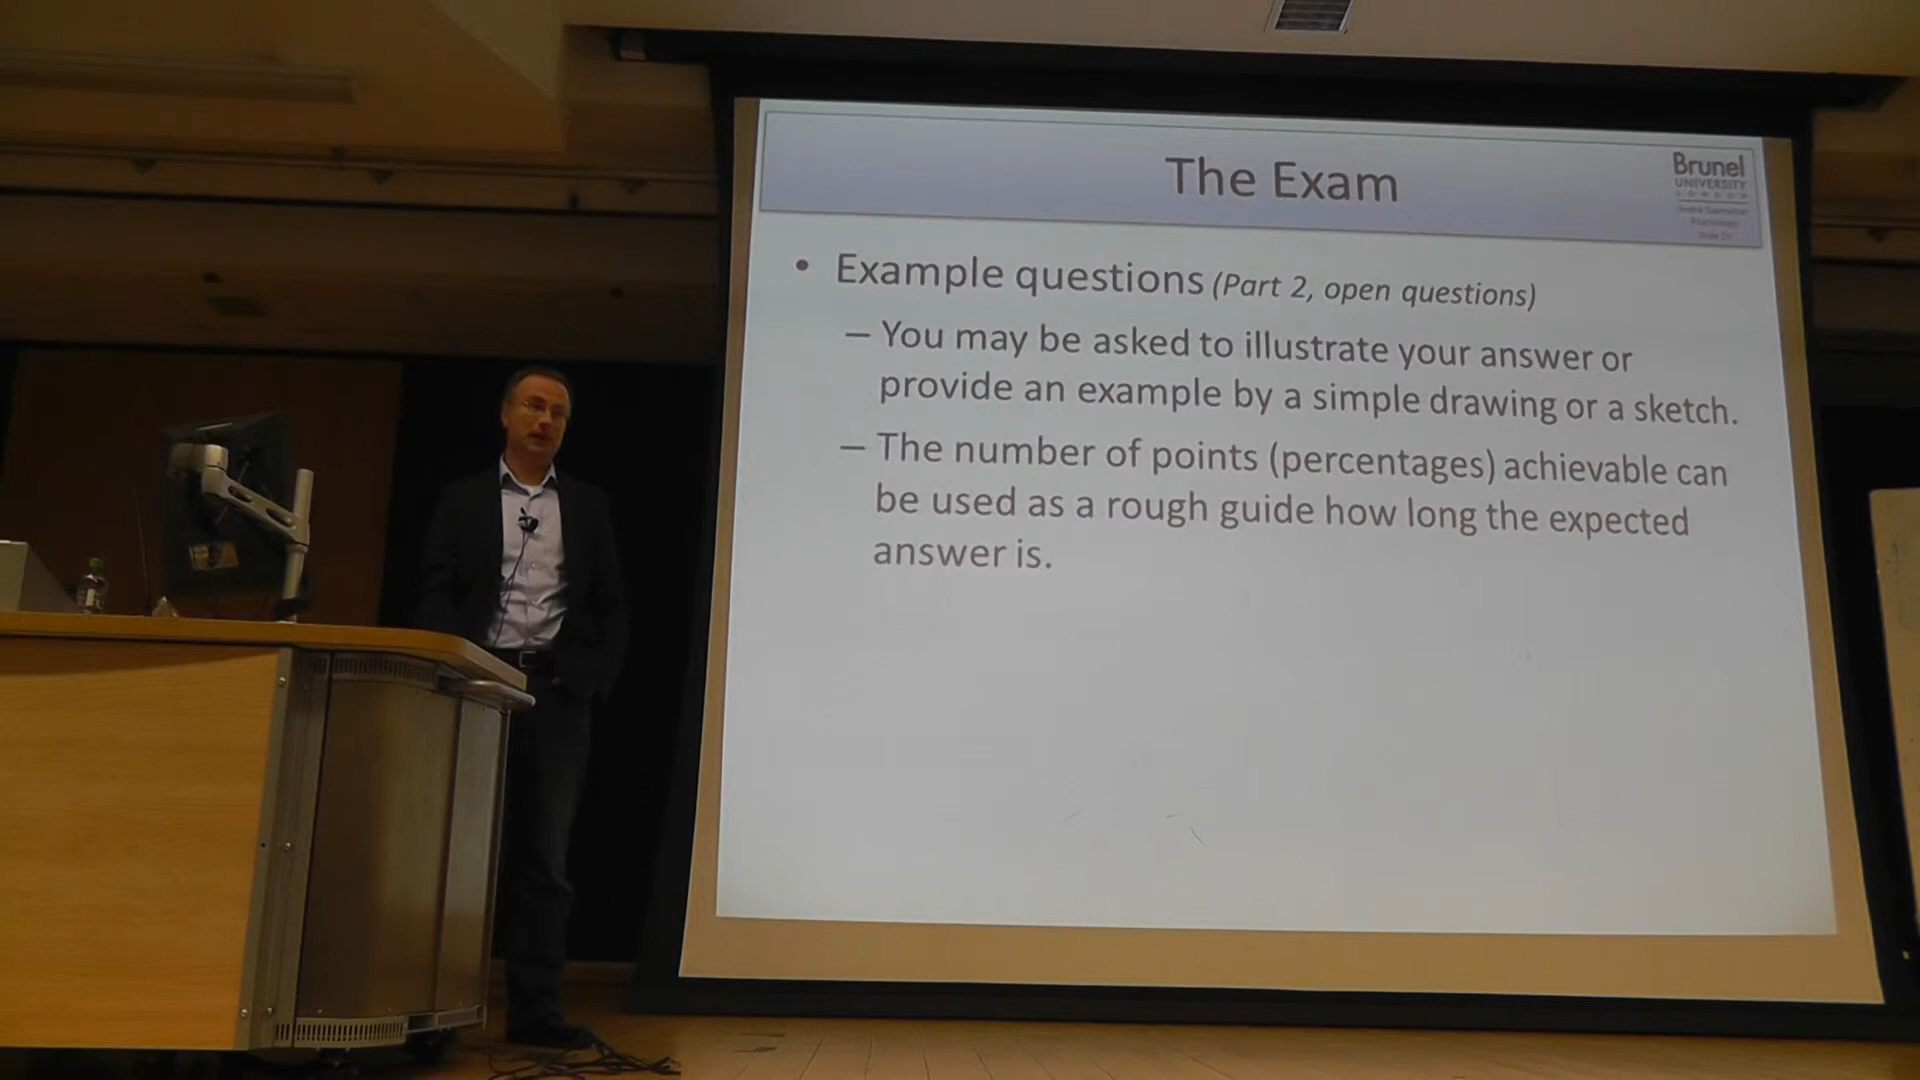 The Exam
Brunel
UNIVERSITY
LONDON
Psychology
• Example questions (Part 2, open questions)
– You may be asked to illustrate your answer or
provide an example by a simple drawing or a sketch.
– The number of points (percentages) achievable can
be used as a rough guide how long the expected
answer is.